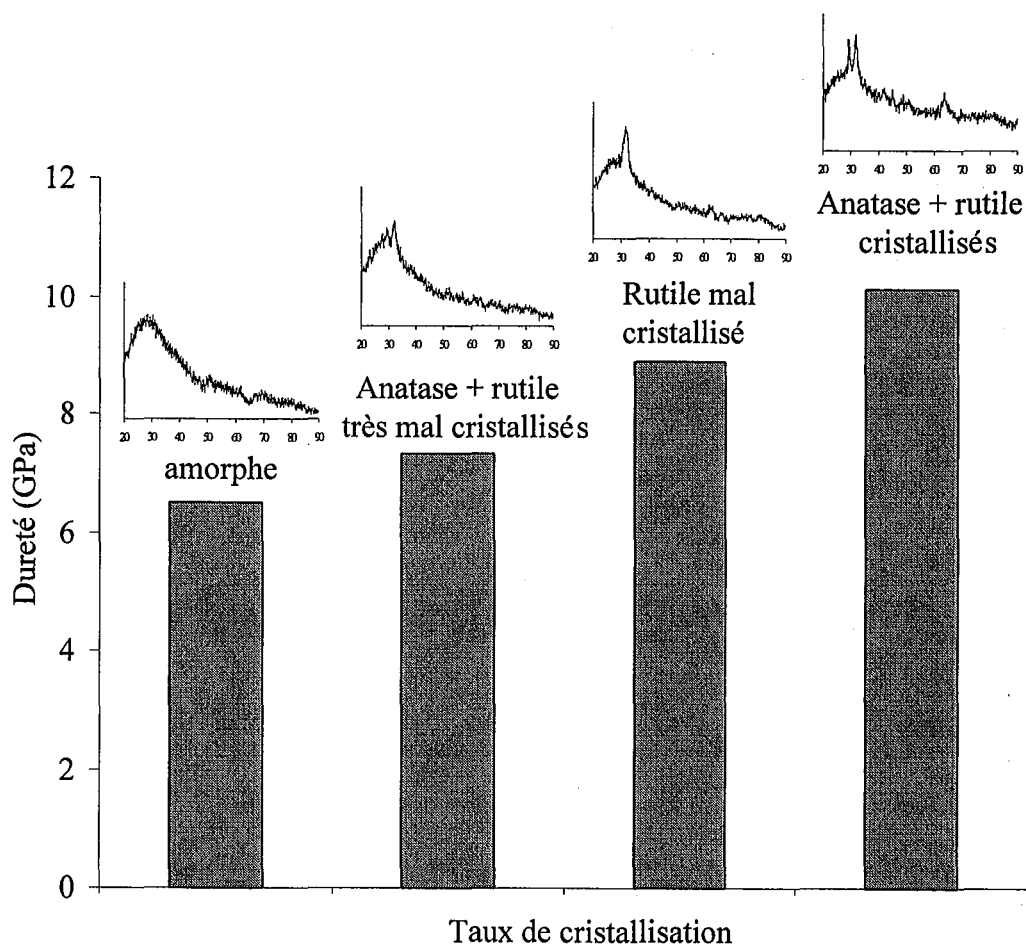 20 30 40 50 60 70 80 90
Anatase + rutile
cristallisés
20 30 40 50 60 70 80 90
Rutile mal
cristallisé
20 30 40 50 60 70 80 90
Anatase + rutile
très mal cristallisés
20 30 40 50 60 70 80 90
amorphe
12
10
8
6
4
2
0
Dureté (GPa)
Taux de cristallisation